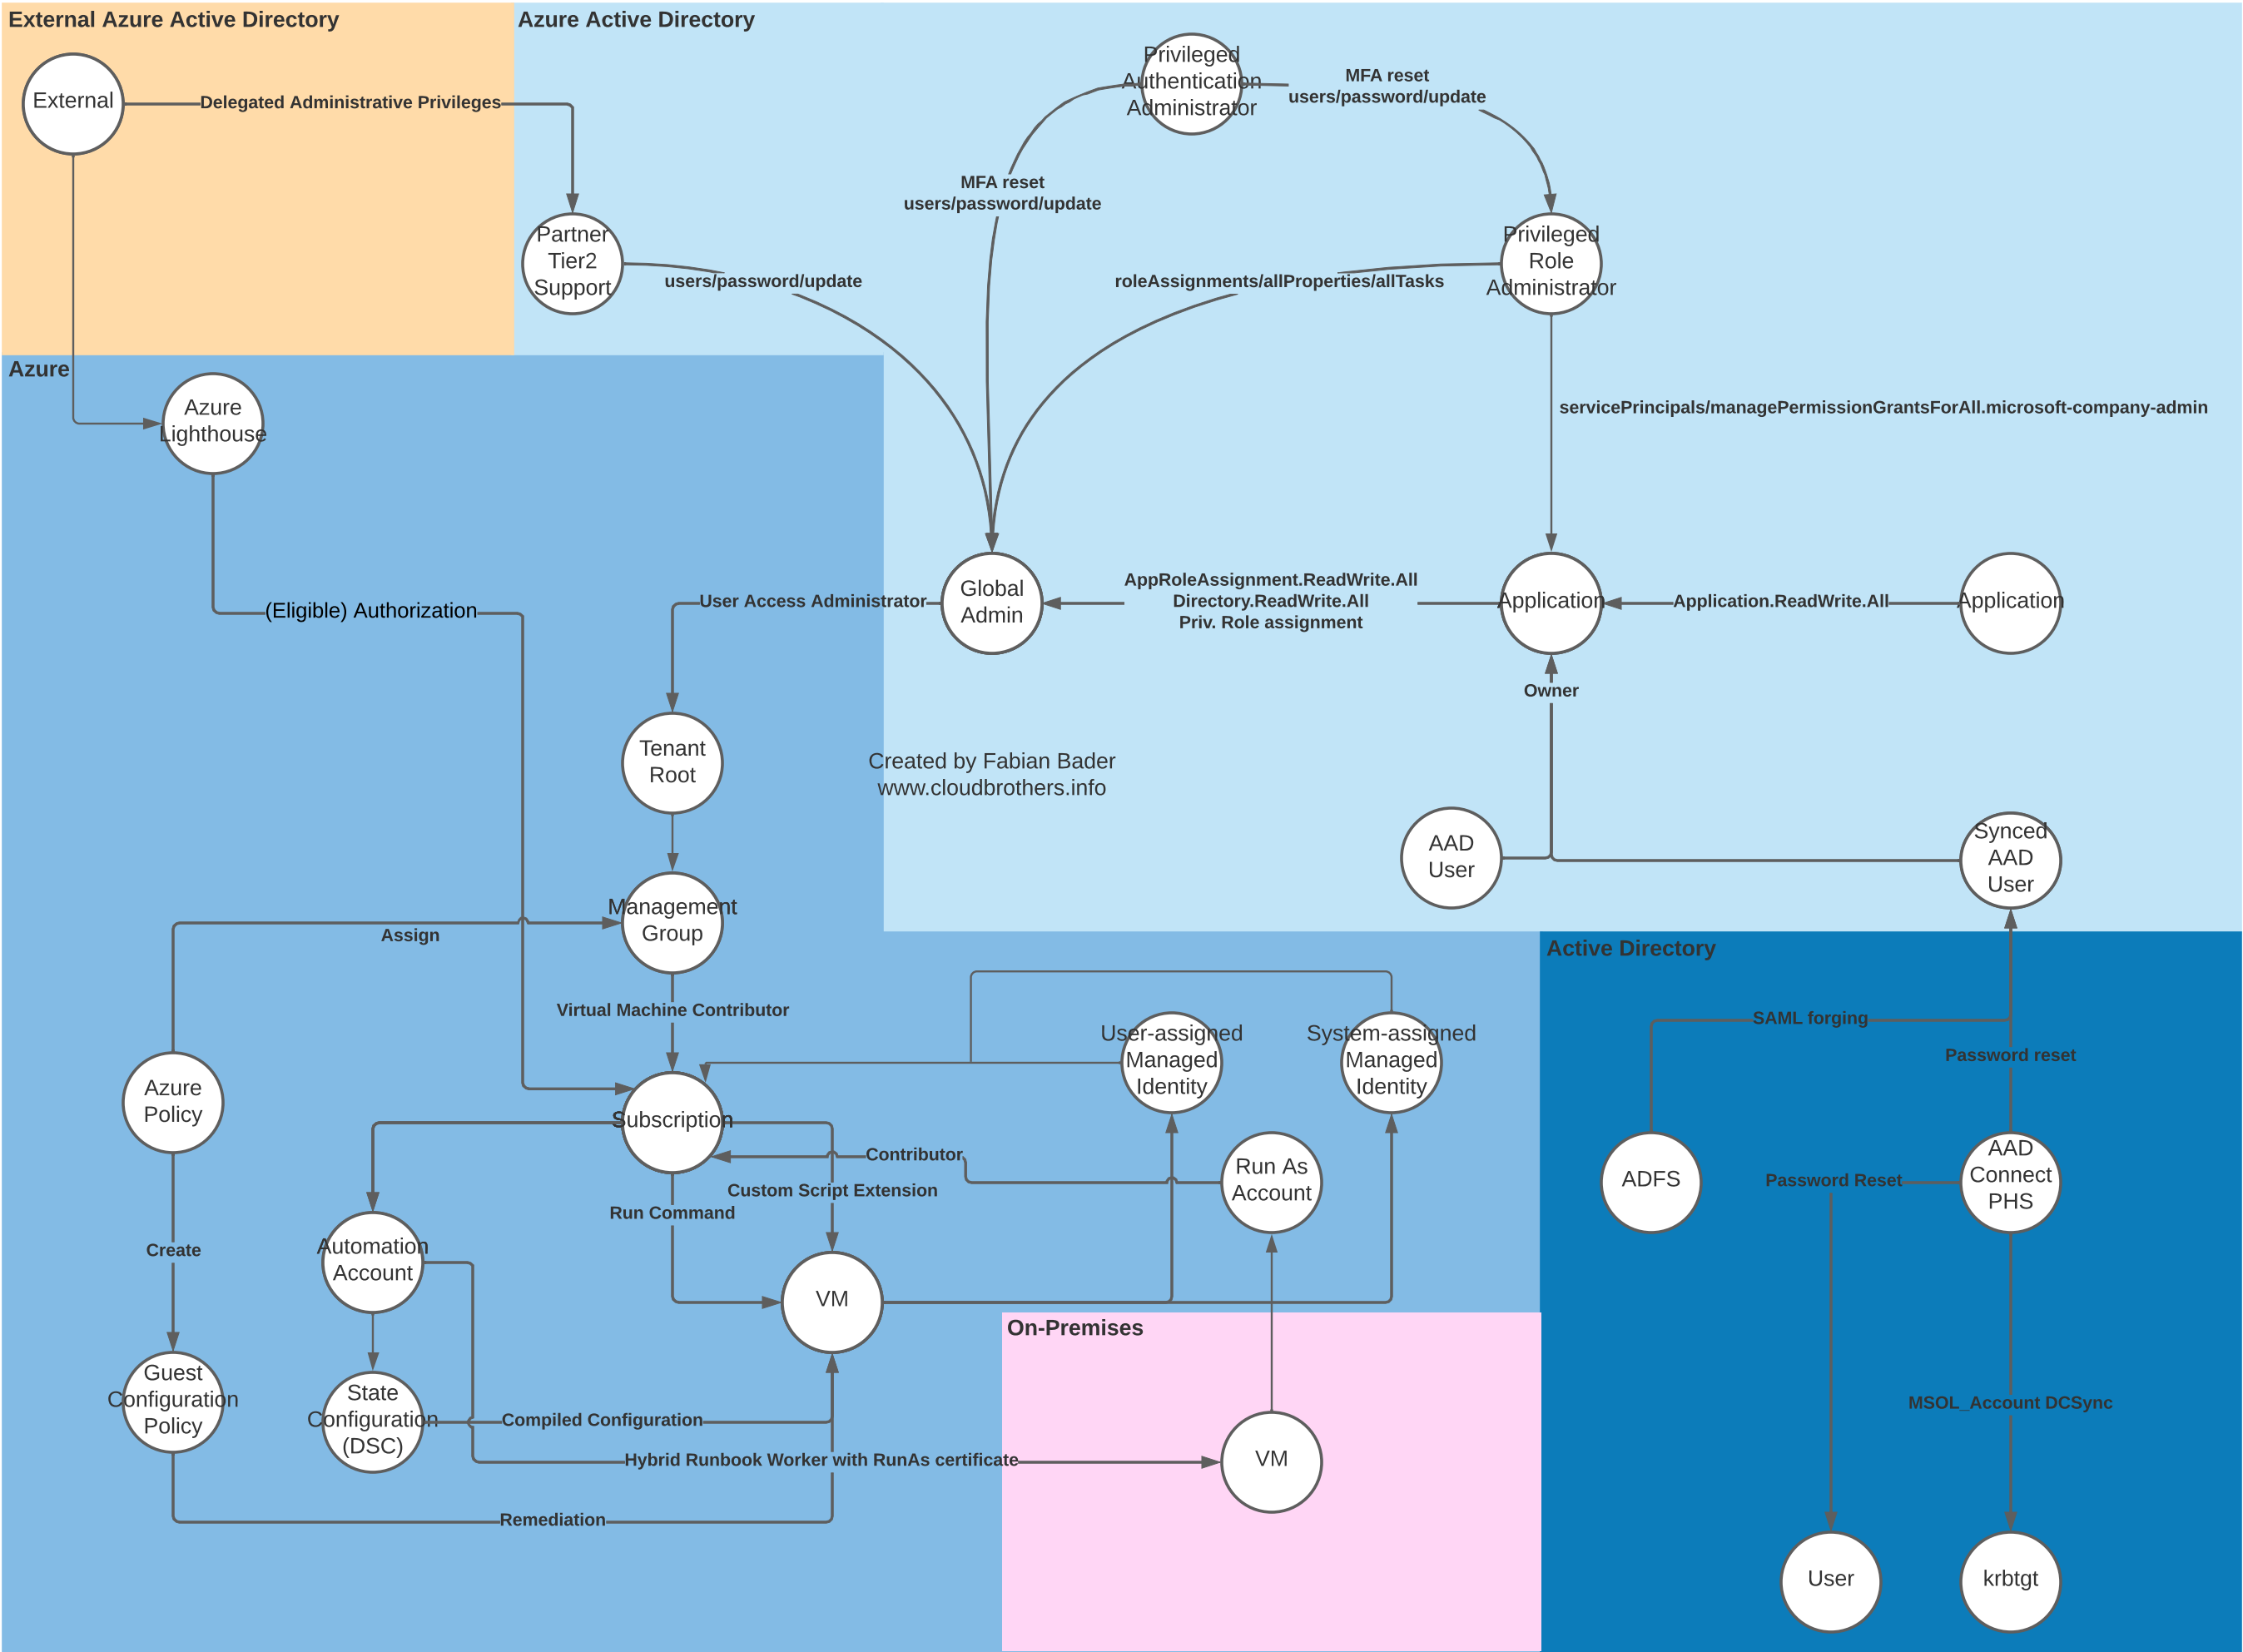 External Azure Active Directory
Azure Active Directory
External
Delegated Administrative Privileges
Privileged
Authentication
Administrator
MFA reset
users/password/update
MFA reset
users/password/update
Partner
Tier2
Support
users/password/update
roleAssignments/allProperties/allTasks
Privileged
Role
Administrator
Azure
Azure
Lighthouse
servicePrincipals/managePermissionGrantsForAll.microsoft-company-admin
(Eligible) Authorization
User Access Administrator
Global
Admin
AppRoleAssignment.ReadWrite.All
Directory.ReadWrite.All
Priv. Role assignment
Application
Application.ReadWrite.All
Application
Owner
Tenant
Root
Created by Fabian Bader
www.cloudbrothers.info
AAD
User
Synced
AAD
User
Management
Group
Assign
Active Directory
Virtual Machine Contributor
User-assigned
Managed
Identity
System-assigned
Managed
Identity
SAML forging
Password reset
Azure
Policy
Subscription
Contributor
Run As
Account
Custom Script Extension
Run Command
ADFS
Password Reset
AAD
Connect
PHS
Create
Automation
Account
VM
On-Premises
Guest
Configuration
Policy
State
Configuration
(DSC)
Compiled Configuration
Hybrid Runbook Worker with RunAs certificate
VM
MSOL_Account DCSync
Remediation
User
krbtgt